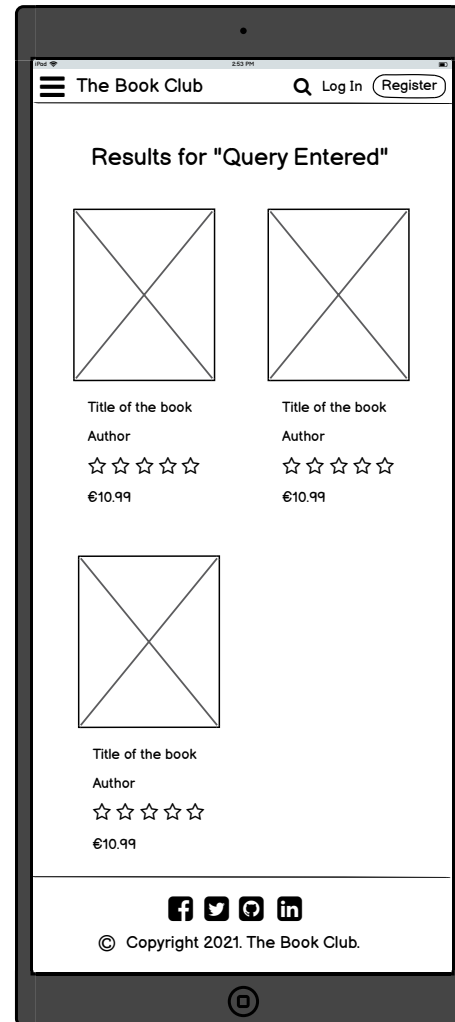 iPad 2:53 PM
The Book Club Log In Register
Results for "Query Entered"
Title of the book
Author
€10.99
Title of the book
Author
€10.99
Title of the book
Author
€10.99
© Copyright 2021. The Book Club.